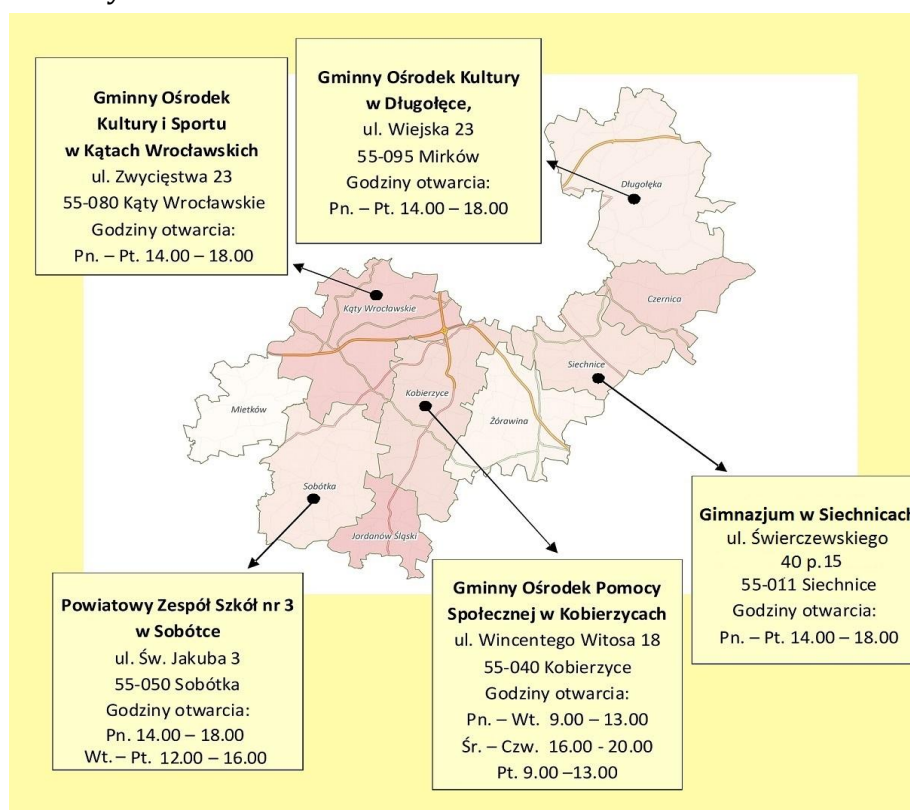 Gminny Ośrodek
Kultury i Sportu
w Kątach Wrocławskich
ul. Zwycięstwa 23
55-080 Kąty Wrocławskie
Godziny otwarcia:
Pn. – Pt. 14.00 – 18.00
Gminny Ośrodek Kultury
w Długołęce,
ul. Wiejska 23
55-095 Mirków
Godziny otwarcia:
Pn. – Pt. 14.00 – 18.00
Długołęka
Czernica
Kąty Wrocławskie
Siechnice
Kobierzyce
Mietków
Żórawina
Sobótka
Jordanów Śląski
Gimnazjum w Siechnicach
ul. Świerczewskiego
40 p.15
55-011 Siechnice
Godziny otwarcia:
Pn. – Pt. 14.00 – 18.00
Powiatowy Zespół Szkół nr 3
w Sobótce
ul. Św. Jakuba 3
55-050 Sobótka
Godziny otwarcia:
Pn. 14.00 – 18.00
Wt. – Pt. 12.00 – 16.00
Gminny Ośrodek Pomocy
Społecznej w Kobierzycach
ul. Wincentego Witosa 18
55-040 Kobierzyce
Godziny otwarcia:
Pn. – Wt. 9.00 – 13.00
Śr. – Czw. 16.00 - 20.00
Pt. 9.00 –13.00